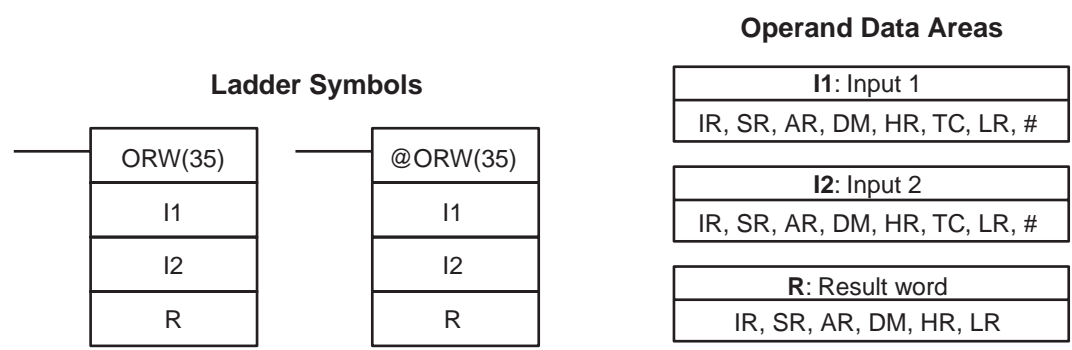 Ladder Symbols
ORW(35)
I1
I2
R
@ORW(35)
I1
I2
R
Operand Data Areas
I1: Input 1
IR, SR, AR, DM, HR, TC, LR, #
I2: Input 2
IR, SR, AR, DM, HR, TC, LR, #
R: Result word
IR, SR, AR, DM, HR, LR